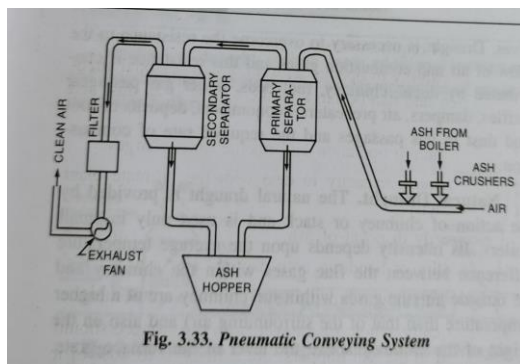 CLEAN AIR
FILTER
SECONDARY
SEPARATOR
PRIMARY
SEPARA-
TOR
ASH FROM
BOILER
ASH
CRUSHERS
AIR
EXHAUST
FAN
ASH
HOPPER
Fig. 3.33. Pneumatic Conveying System